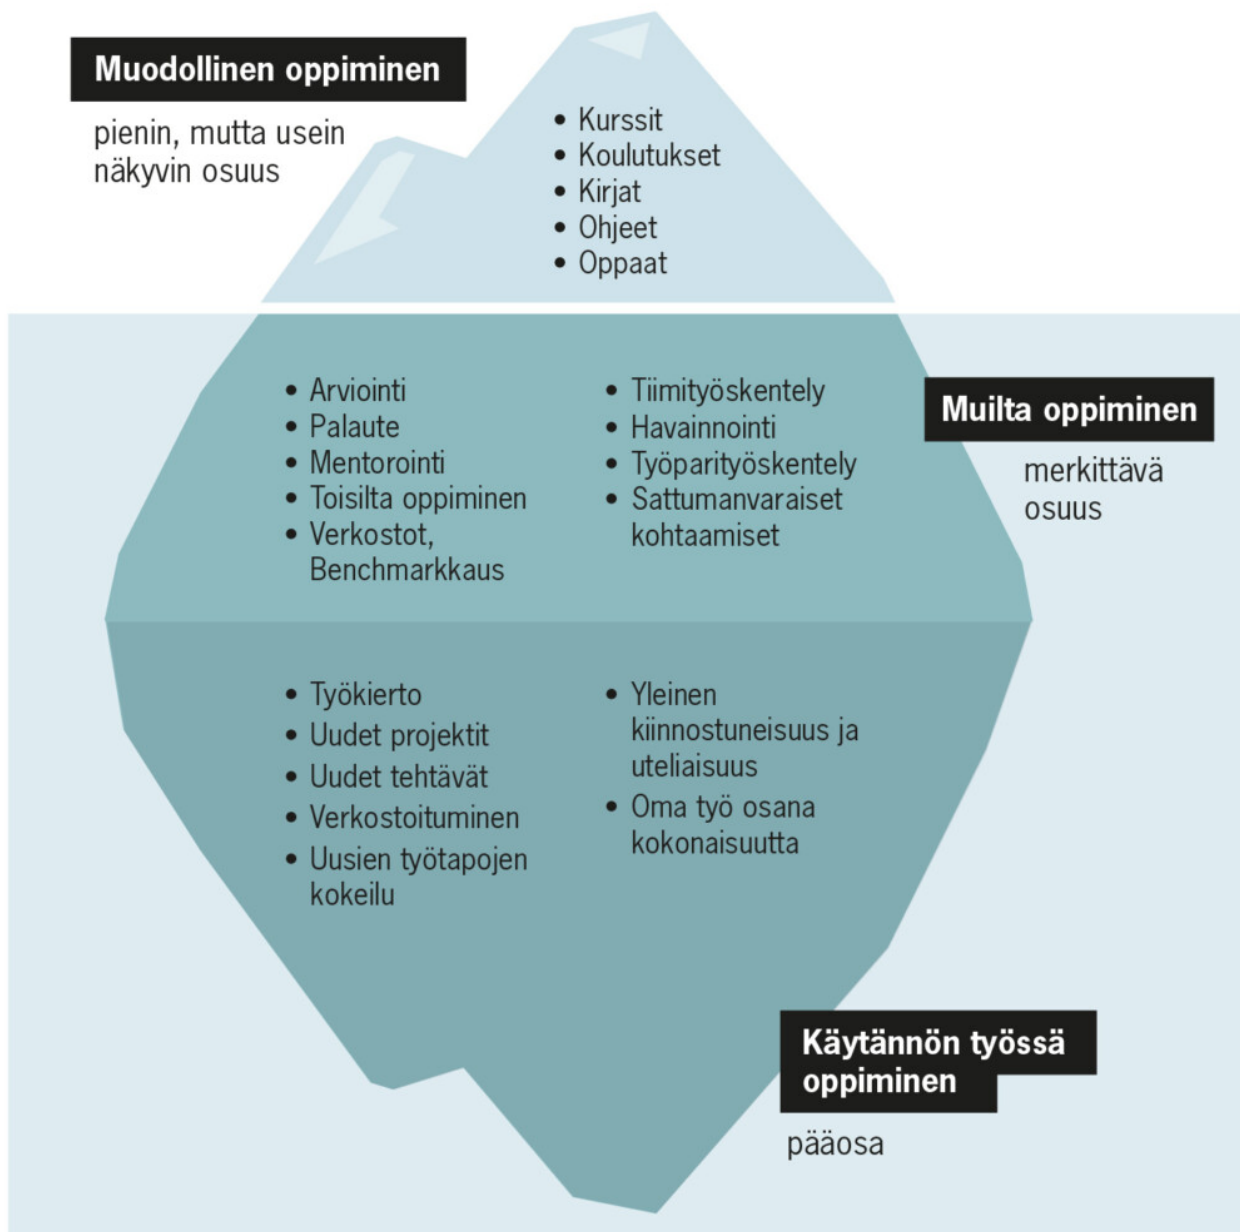 Muodollinen oppiminen
pienin, mutta usein
näkyvin osuus
• Kurssit
• Koulutukset
• Kirjat
• Ohjeet
• Oppaat
• Arviointi
• Palaute
• Mentorointi
• Toisilta oppiminen
• Verkostot,
Benchmarkkaus
• Tiimityöskentely
• Havainnointi
• Työparityöskentely
• Sattumanvaraiset
kohtaamiset
Muilta oppiminen
merkittävä
osuus
• Työkierto
• Uudet projektit
• Uudet tehtävät
• Verkostoituminen
• Uusien työtapojen
kokeilu
• Yleinen
kiinnostuneisuus ja
uteliaisuus
• Oma työ osana
kokonaisuutta
Käytännön työssä
oppiminen
pääosa